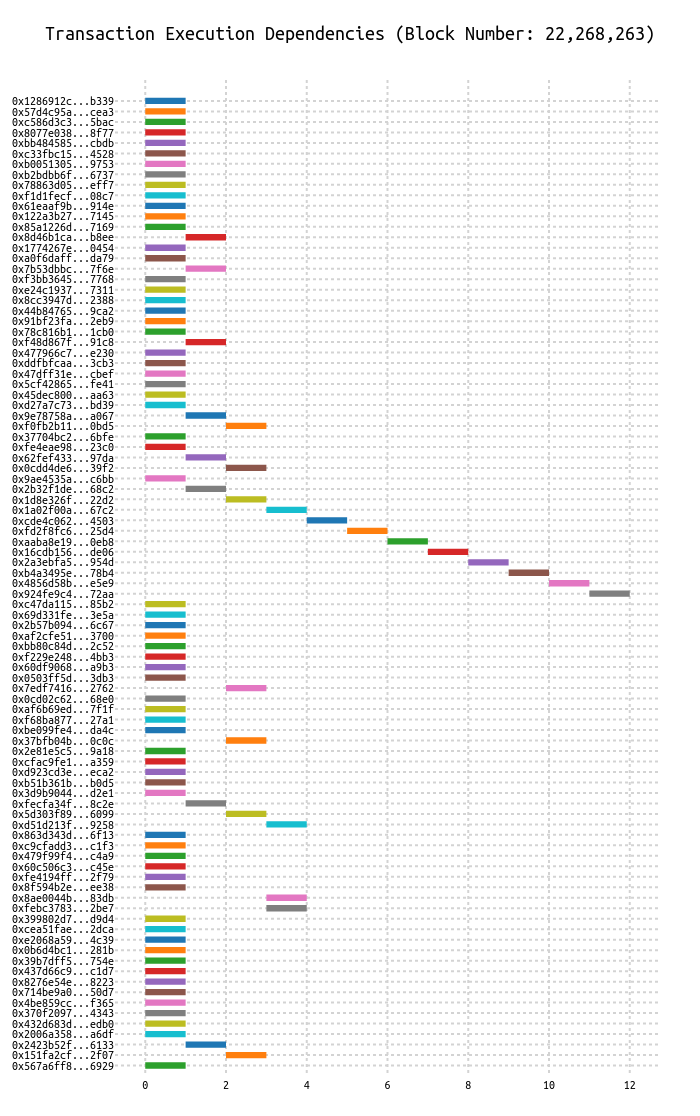 Transaction Execution Dependencies (Block Number: 22,268,263)
0x1286912c...b339
0x57d4c95a...cea3
0xc586d3c3...5bac
0x8077e038...8f77
0xbb484585...cbdb
0xc33fbc15...4528
0xb0051305...9753
0xb2bdbb6f...6737
0x78863d05...eff7
0xf1d1fecf...08c7
0x61eaaf9b...914e
0x122a3b27...7145
0x85a1226d...7169
0x8d46b1ca...b8ee
0x1774267e...0454
0xa0f6daff...da79
0x7b53dbbc...7f6e
0xf3bb3645...7768
0xe24c1937...7311
0x8cc3947d...2388
0x44b84765...9ca2
0x91bf23fa...2eb9
0x78c816b1...1cb0
0xf48d867f...91c8
0x477966c7...e230
0xddfbfcaa...3cb3
0x47dff31e...cbef
0x5cf42865...fe41
0x45dec800...aa63
0xd27a7c73...bd39
0x9e78758a...a067
0xf0fb2b11...0bd5
0x37704bc2...6bfe
0xfe4eae98...23c0
0x62fef433...97da
0x0cdd4de6...39f2
0x9ae4535a...c6bb
0x2b32f1de...68c2
0x1d8e326f...22d2
0x1a02f00a...67c2
0xcde4c062...4503
0xfd2f8fc6...25d4
0xaaba8e19...0eb8
0x16cdb156...de06
0x2a3ebfa5...954d
0xb4a3495e...78b4
0x4856d58b...e5e9
0x924fe9c4...72aa
0xc47da115...85b2
0x69d331fe...3e5a
0x2b57b094...6c67
0xaf2cfe51...3700
0xbb80c84d...2c52
0xf229e248...4bb3
0x60df9068...a9b3
0x0503ff5d...3db3
0x7edf7416...2762
0x0cd02c62...68e0
0xaf6b69ed...7f1f
0xf68ba877...27a1
0xbe099fe4...da4c
0x37bfb04b...0c0c
0x2e81e5c5...9a18
0xcfac9fe1...a359
0xd923cd3e...eca2
0xb51b361b...b0d5
0x3d9b9044...d2e1
0xfecfa34f...8c2e
0x5d303f89...6099
0xd51d213f...9258
0x863d343d...6f13
0xc9cfadd3...c1f3
0x479f99f4...c4a9
0x60c506c3...c45e
0xfe4194ff...2f79
0x8f594b2e...ee38
0x8ae0044b...83db
0xfebc3783...2be7
0x399802d7...d9d4
0xcea51fae...2dca
0xe2068a59...4c39
0x0b6d4bc1...281b
0x39b7dff5...754e
0x437d66c9...c1d7
0x8276e54e...8223
0x714be9a0...50d7
0x4be859cc...f365
0x370f2097...4343
0x432d683d...edb0
0x2006a358...a6df
0x2423b52f...6133
0x151fa2cf...2f07
0x567a6ff8...6929
0 2 4 6 8 10 12